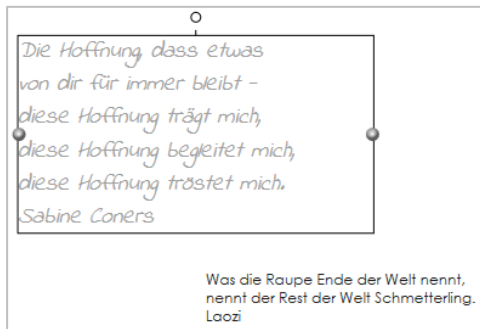 Die Hoffnung, dass etwas
von dir für immer bleibt -
diese Hoffnung trägt mich,
diese Hoffnung begleitet mich,
diese Hoffnung tröstet mich.
Sabine Coners
Was die Raupe Ende der Welt nennt,
nennt der Rest der Welt Schmetterling.
Laozi